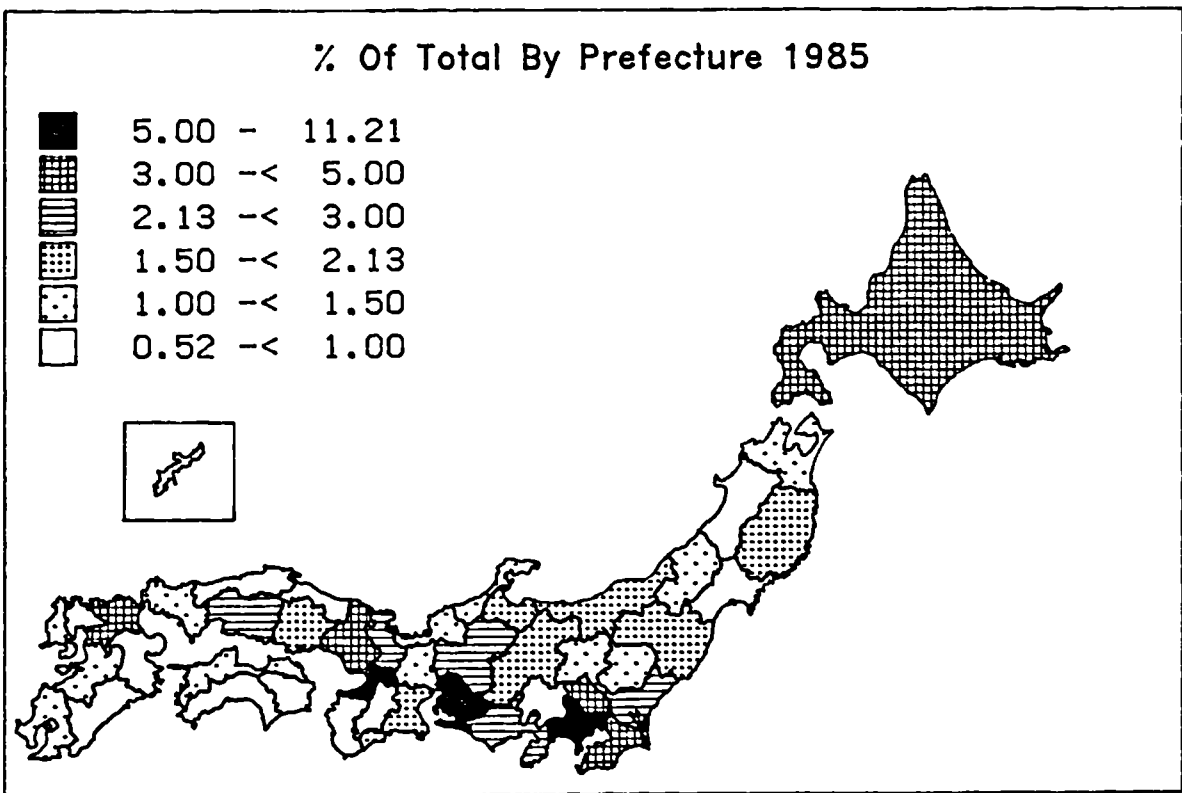 % Of Total By Prefecture 1985
5.00 - 11.21
3.00 -< 5.00
2.13 -< 3.00
1.50 -< 2.13
1.00 -< 1.50
0.52 -< 1.00